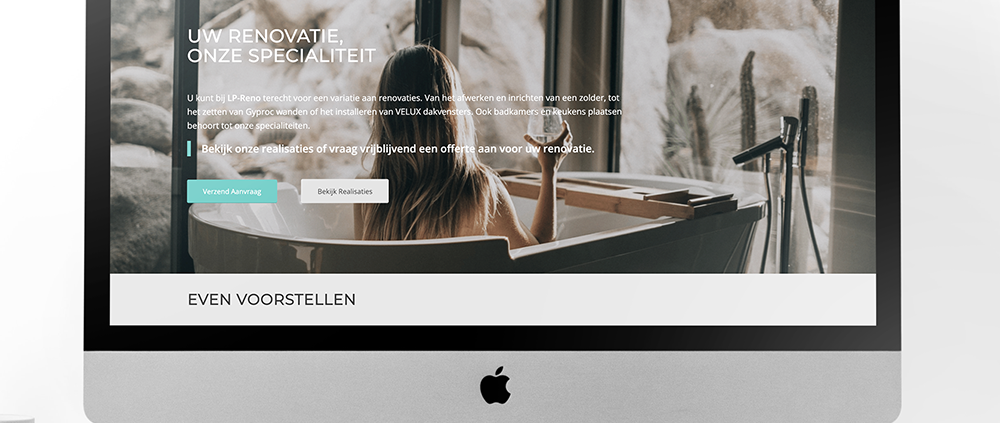 UW RENOVATIE,
ONZE SPECIALITEIT
U kunt bij LP-Reno terecht voor een variatie aan renovaties. Van het afwerken en inrichten van een zolder, tot
het zetten van Gyproc wanden of het installeren van VELUX dakvensters. Ook badkamers en keukens plaatsen
behoort tot onze specialiteiten.
Bekijk onze realisaties of vraag vrijblijvend een offerte aan voor uw renovatie.
Verzend Aanvraag
Bekijk Realisaties
EVEN VOORSTELLEN